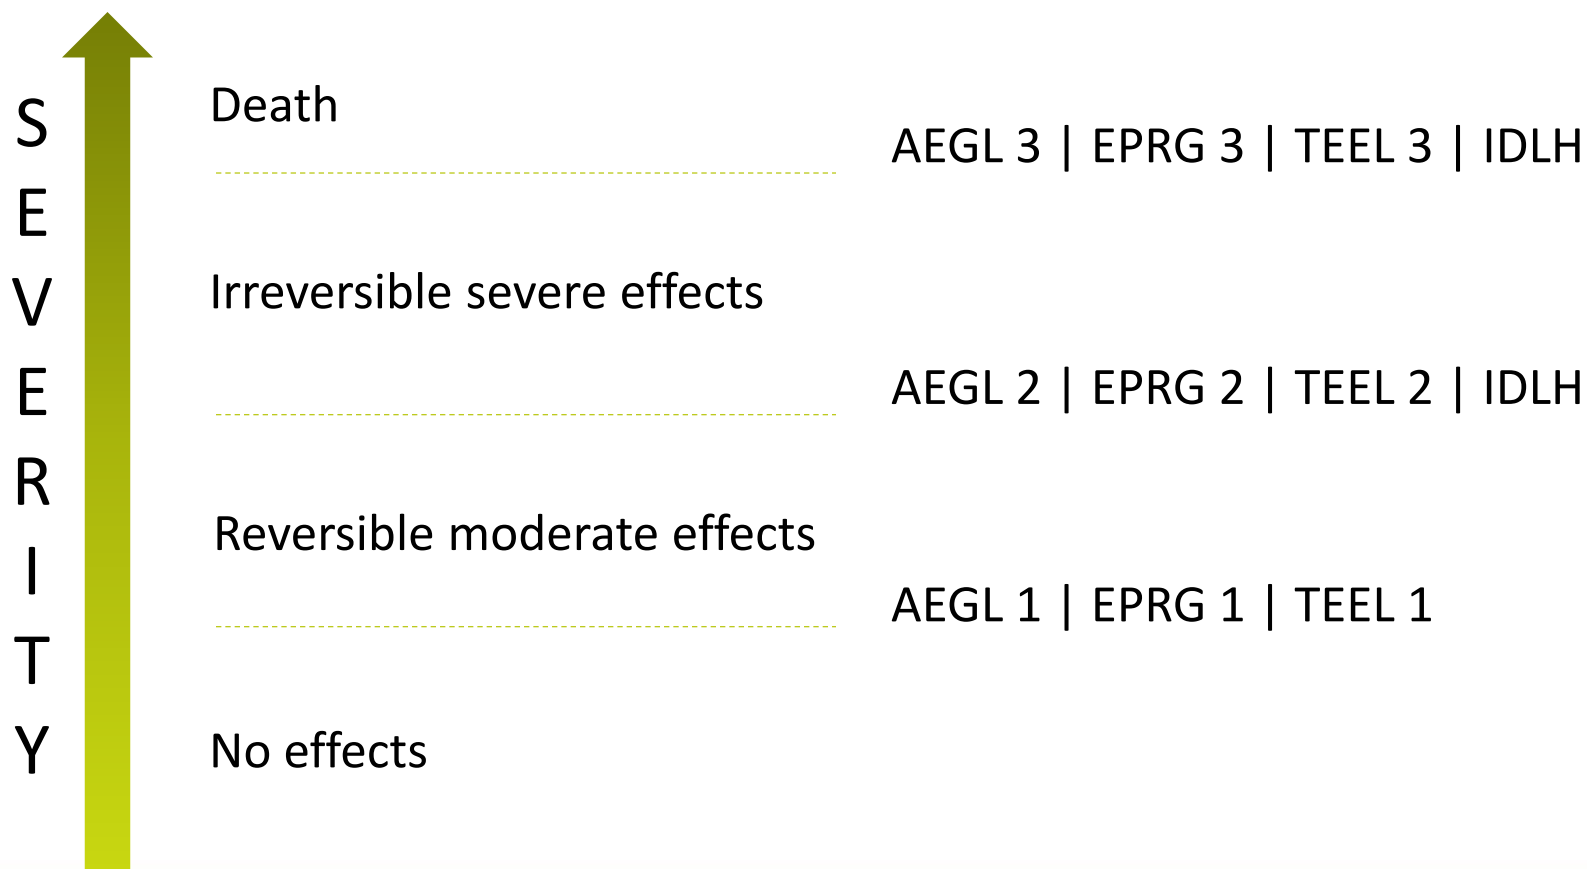 SEVERITY
Death
AEGL 3 | EPRG 3 | TEEL 3 | IDLH
Irreversible severe effects
AEGL 2 | EPRG 2 | TEEL 2 | IDLH
Reversible moderate effects
AEGL 1 | EPRG 1 | TEEL 1
No effects